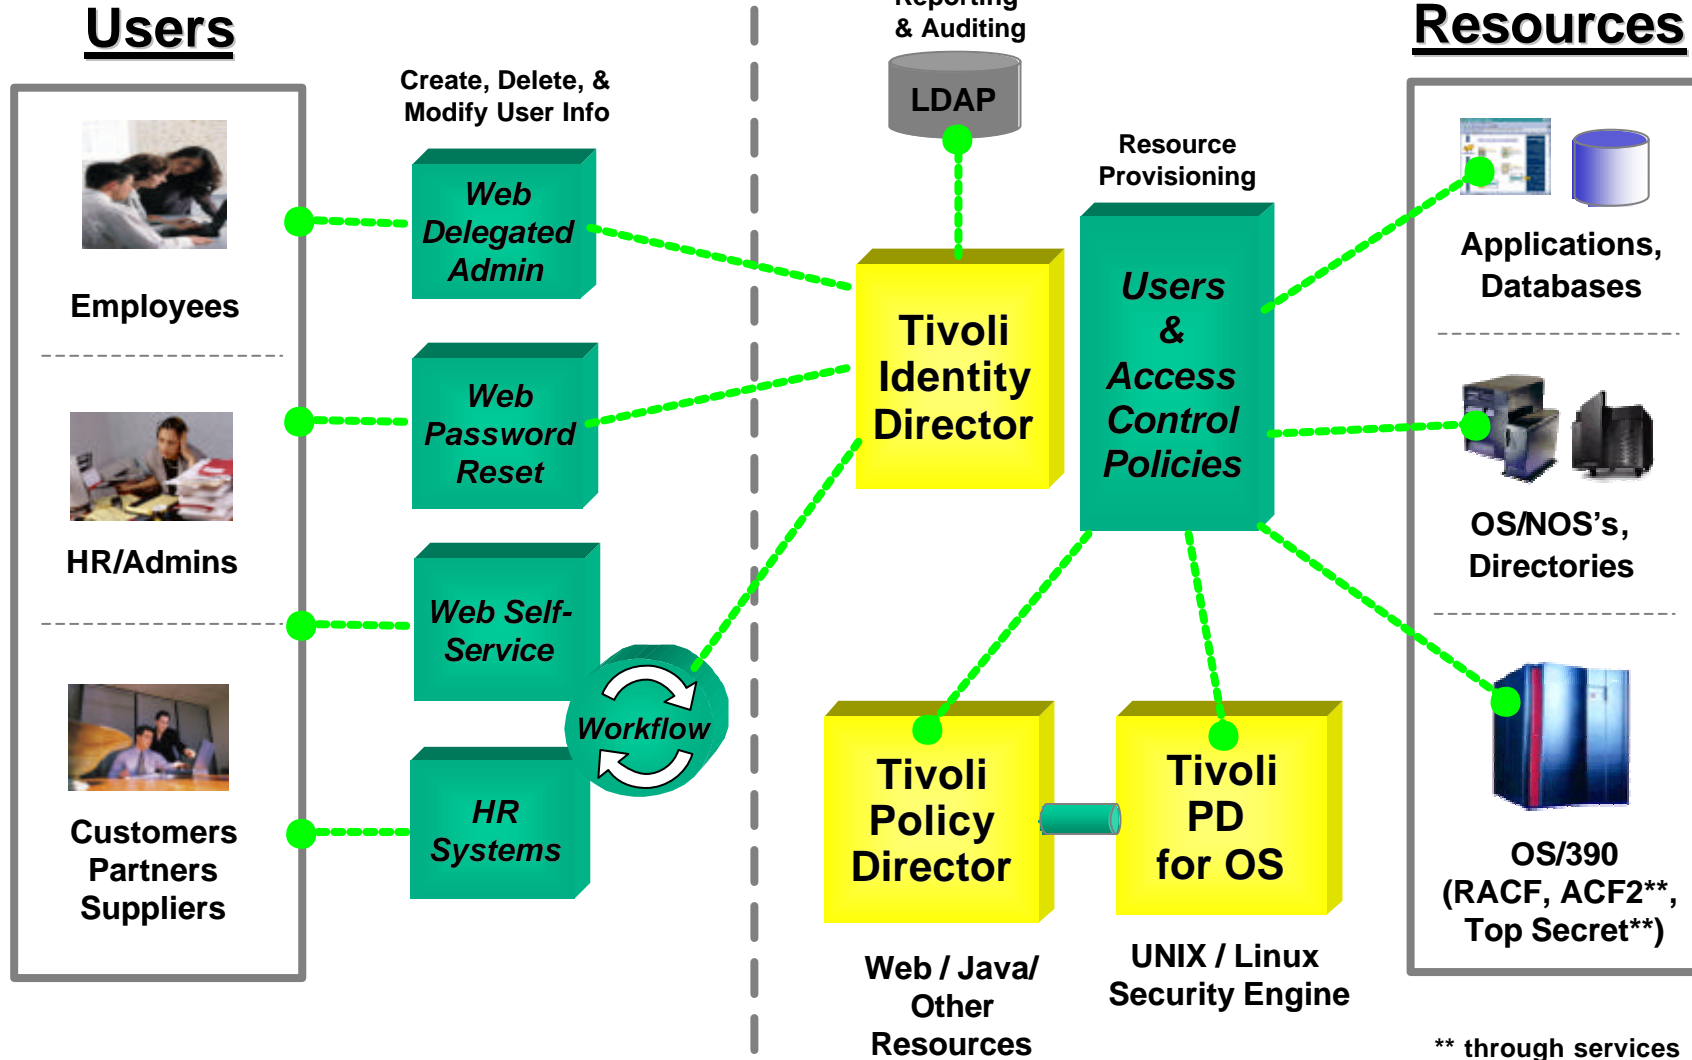 Users
Employees
HR/Admins
Customers
Partners
Suppliers
Create, Delete, &
Modify User Info
Web
Delegated
Admin
Web
Password
Reset
Web Self-
Service
Workflow
HR
Systems
Reporting
& Auditing
LDAP
Tivoli
Identity
Director
Resource
Provisioning
Users
&
Access
Control
Policies
Tivoli
Policy
Director
Web / Java/
Other
Resources
Tivoli
PD
for OS
UNIX / Linux
Security Engine
Resources
Applications,
Databases
OS/NOS's,
Directories
OS/390
(RACF, ACF2**,
Top Secret**)
** through services